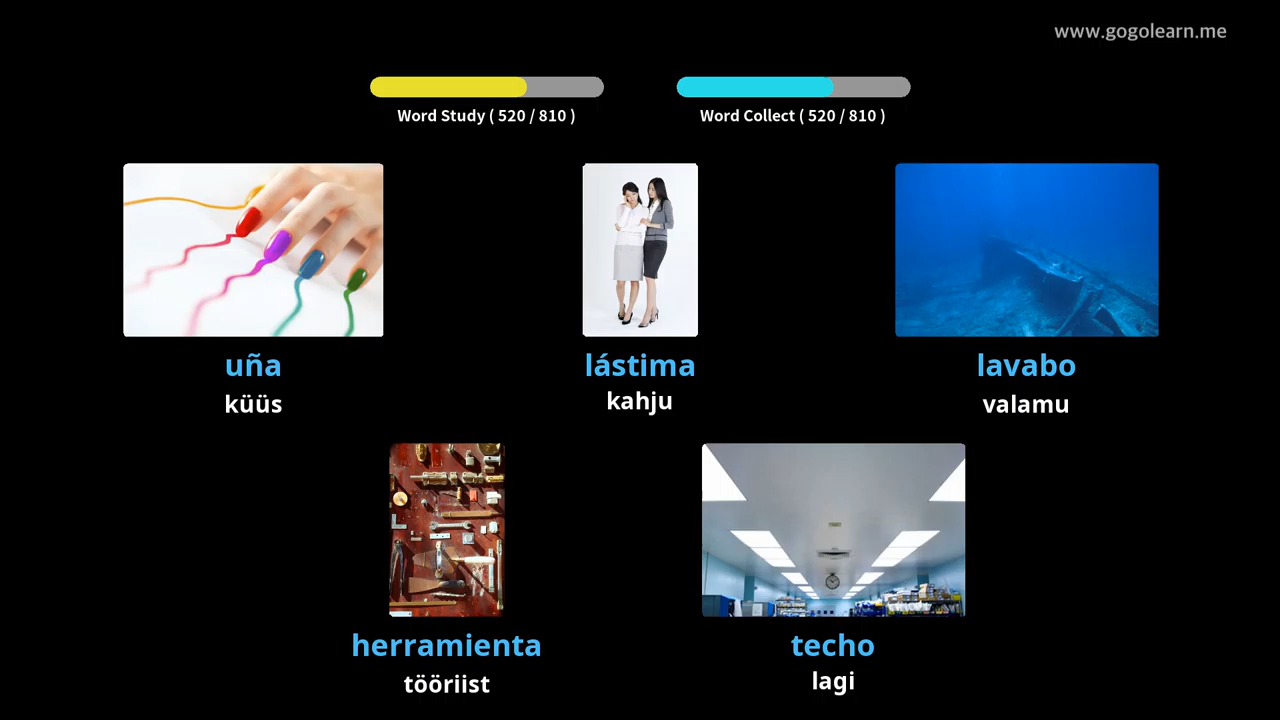 www.gogolearn.me
Word Study ( 520 / 810 )
Word Collect ( 520 / 810 )
uña
küüs
lástima
kahju
lavabo
valamu
herramienta
tööriist
techo
lagi